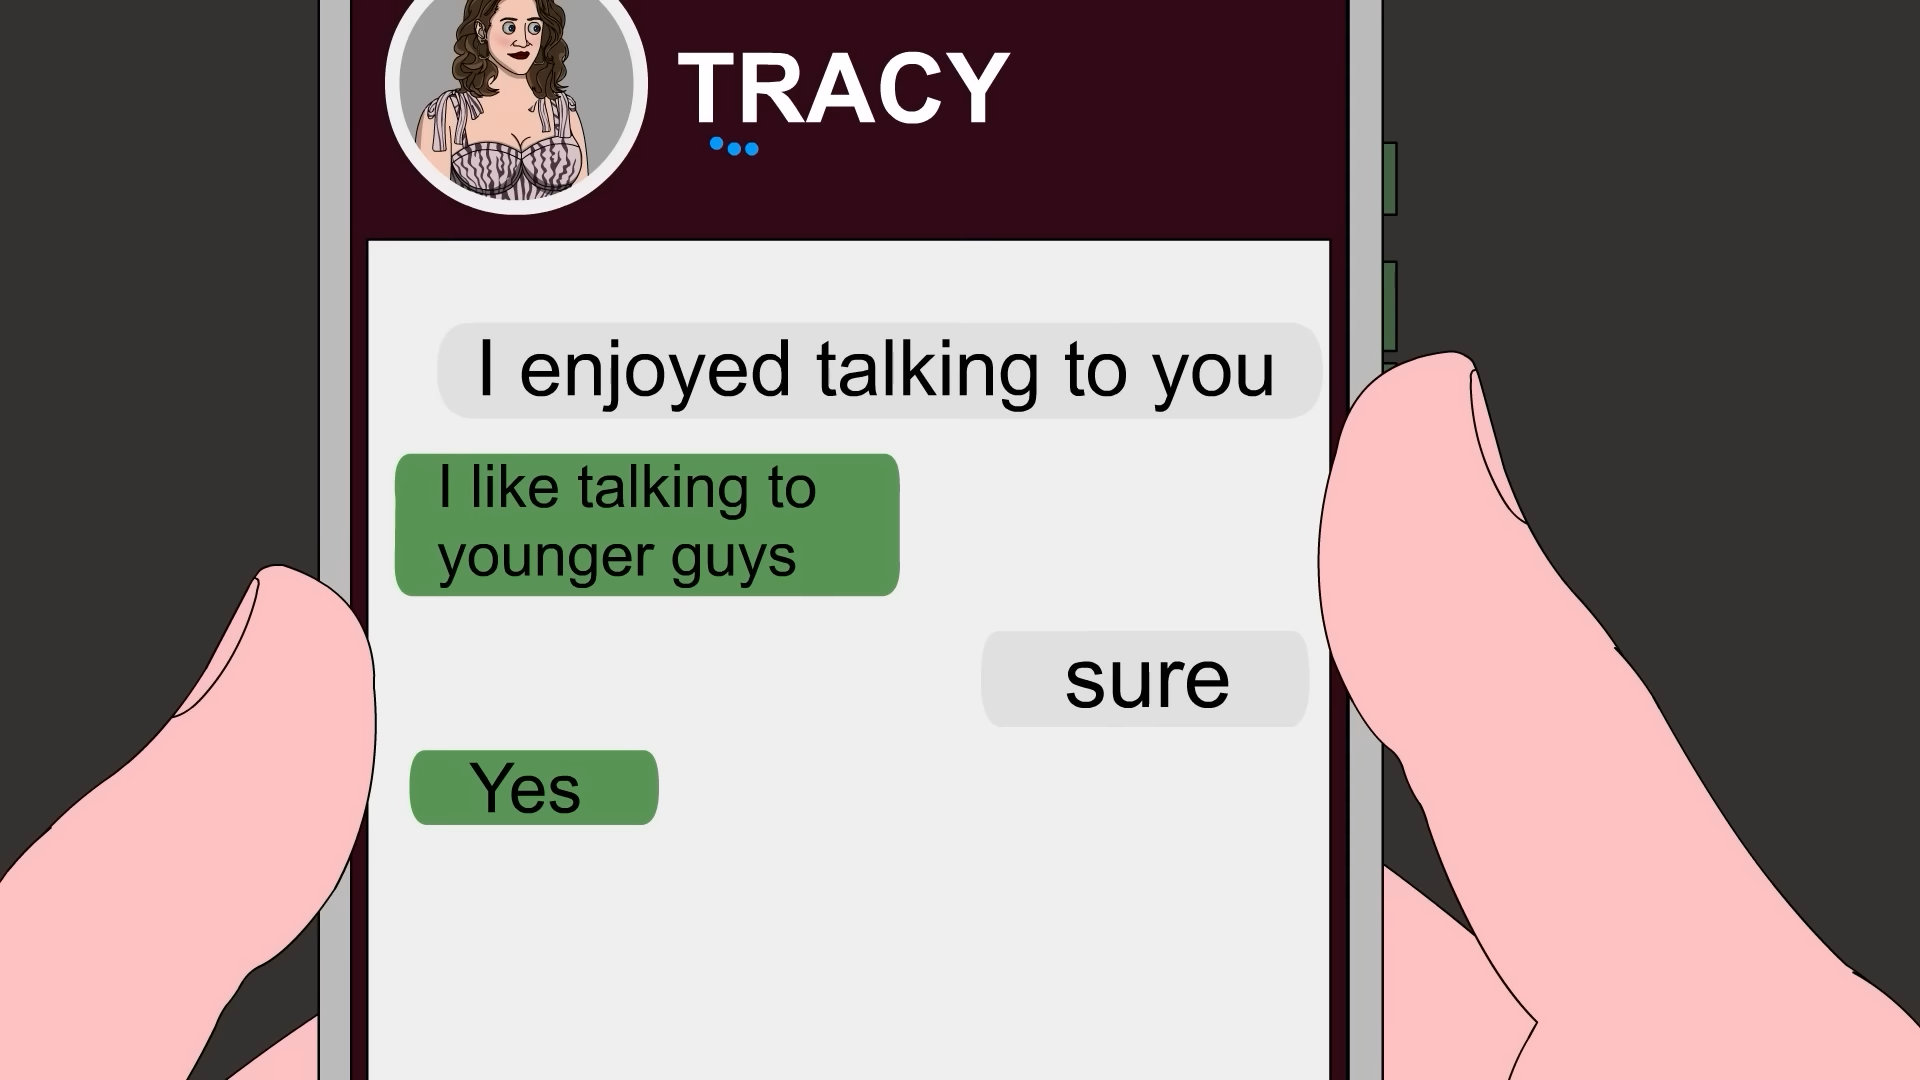 TRACY
I enjoyed talking to you
I like talking to
younger guys
sure
Yes